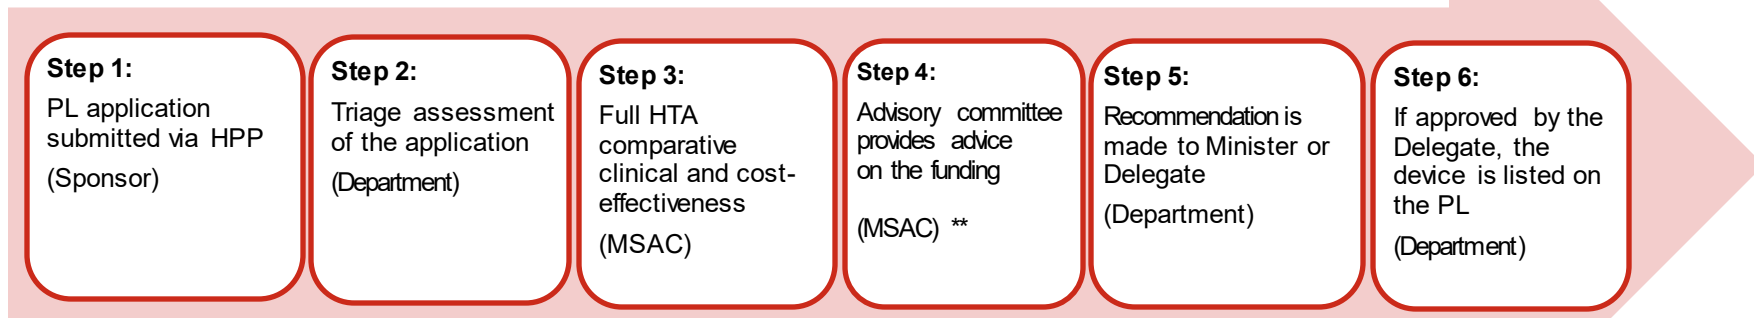 Step 1:
PL application
submitted via HPP
(Sponsor)
Step 2:
Triage assessment
of the application
(Department)
Step 3:
Full HTA
comparative
clinical and cost-
effectiveness
(MSAC)
Step 4:
Advisory committee
provides advice
on the funding
(MSAC) **
Step 5:
Recommendation is
made to Minister or
Delegate
(Department)
Step 6:
If approved by the
Delegate, the
device is listed on
the PL
(Department)